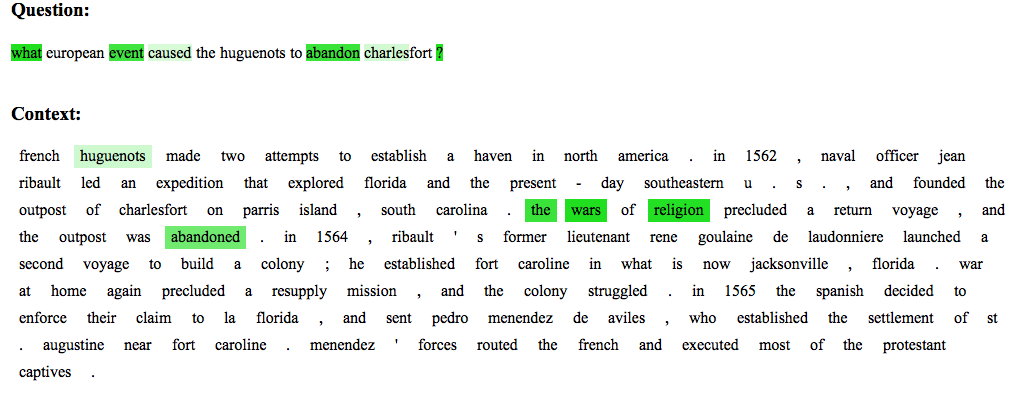 Question:
what european event caused the huguenots to abandon charlesfort ?
Context:
french huguenots made two attempts to establish a haven in north america . in 1562 , naval officer jean
ribault led an expedition that explored florida and the present - day southeastern u . s . , and founded the
outpost of charlesfort on parris island , south carolina . the wars of religion precluded a return voyage , and
the outpost was abandoned . in 1564 , ribault ' s former lieutenant rene goulaine de laudonniere launched a
second voyage to build a colony ; he established fort caroline in what is now jacksonville , florida . war
at home again precluded a resupply mission , and the colony struggled . in 1565 the spanish decided to
enforce their claim to la florida , and sent pedro menendez de aviles , who established the settlement of st
. augustine near fort caroline . menendez ' forces routed the french and executed most of the protestant
captives .